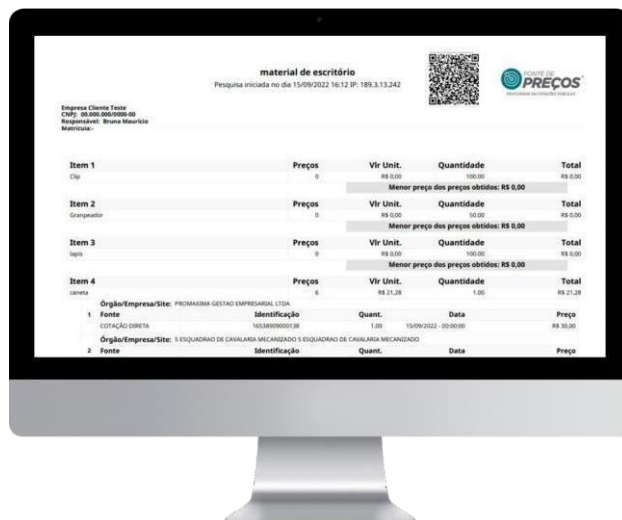 material de escritório
Pesquisa iniciada no dia 15/09/2022 16:12 IP: 189.3.13.242
FONTE DE
PREÇOS
Empresa Cliente Teste
CNPJ: 00.000.000/0000-00
Responsável: Bruna Maurício
Matrícula:-
Item 1 Preços Vlr Unit. Quantidade Total
Clip 0 R$ 0,00 100.00 R$ 0,00
Menor preço dos preços obtidos: R$ 0,00
Item 2 Preços Vlr Unit. Quantidade Total
Grampeador 0 R$ 0,00 50.00 R$ 0,00
Menor preço dos preços obtidos: R$ 0,00
Item 3 Preços Vlr Unit. Quantidade Total
lapis 0 R$ 0,00 100.00 R$ 0,00
Menor preço dos preços obtidos: R$ 0,00
Item 4 Preços Vlr Unit. Quantidade Total
caneta 6 R$ 21,28 1.00 R$ 21,28
Órgão/Empresa/Site: PROMAXIMA GESTAO EMPRESARIAL LTDA
1 Fonte Identificação Quant. Data Preço
COTAÇÃO DIRETA 16538909000138 1.00 15/09/2022 - 00:00:00 R$ 30,00
Órgão/Empresa/Site: 5 ESQUADRAO DE CAVALARIA MECANIZADO 5 ESQUADRAO DE CAVALARIA MECANIZADO
2 Fonte Identificação Quant. Data Preço